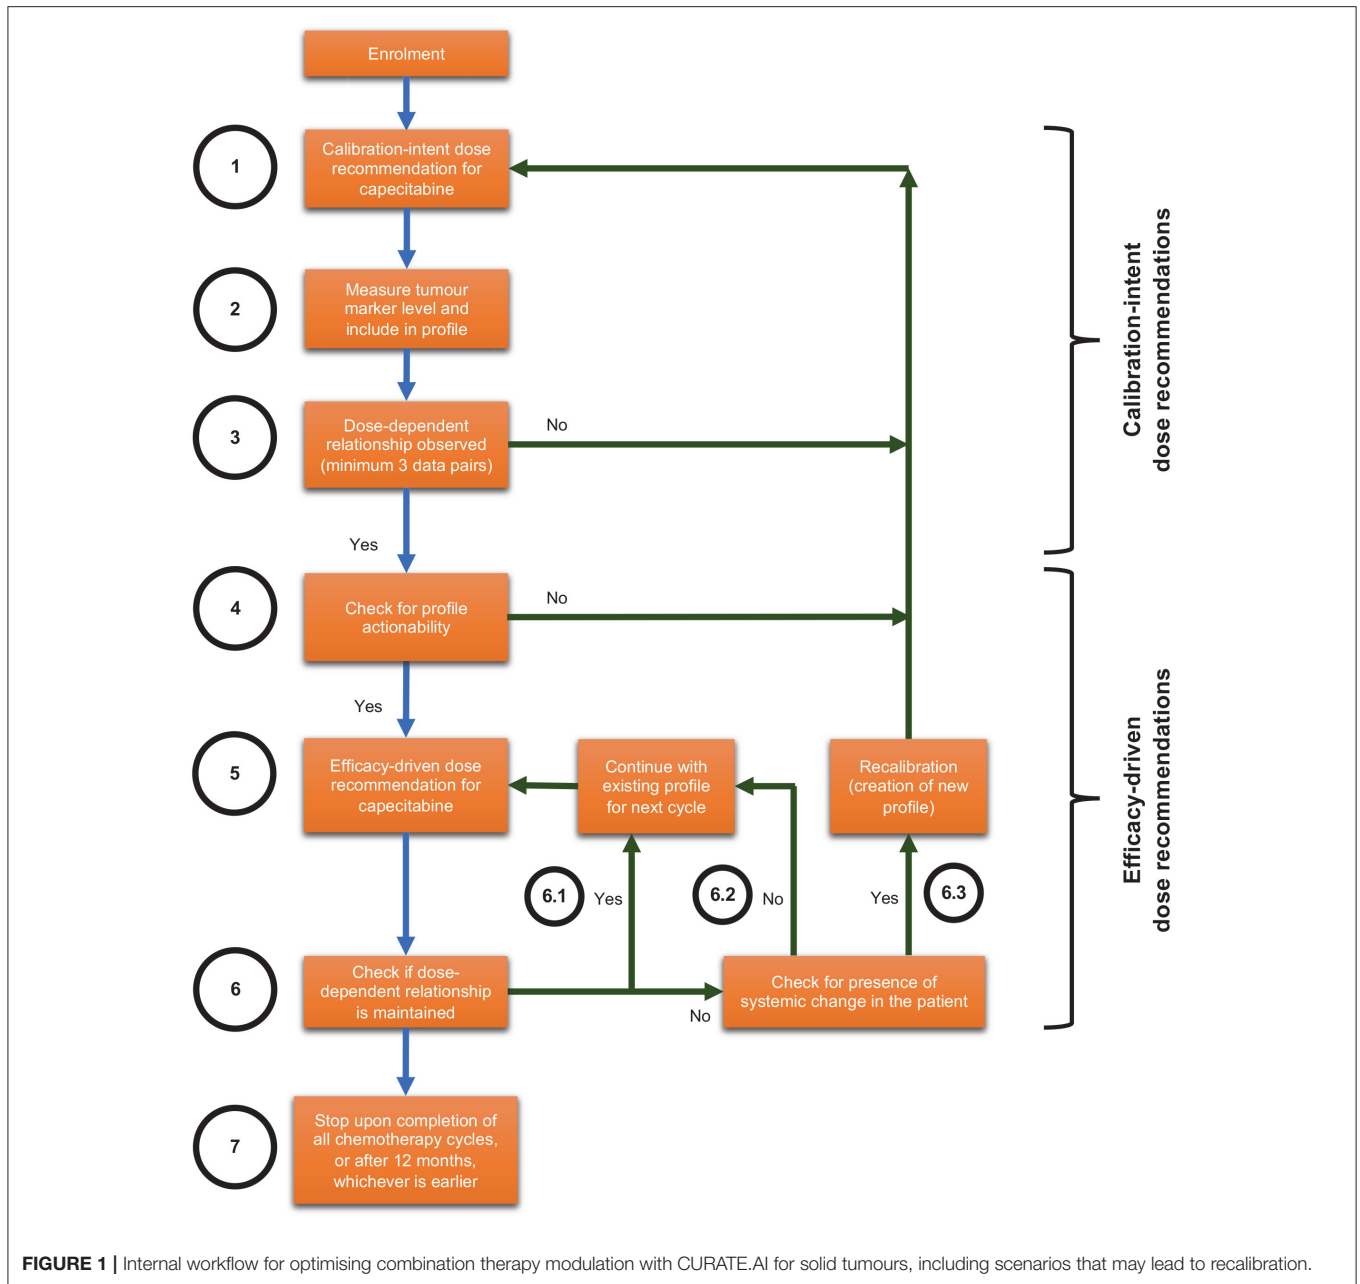 Enrolment
1
Calibration-intent dose
recommendation for
capecitabine
2
Measure tumour
marker level and
include in profile
3
Dose-dependent
relationship observed
(minimum 3 data pairs)
No
Yes
4
Check for profile
actionability
No
Yes
5
Efficacy-driven dose
recommendation for
capecitabine
Continue with
existing profile
for next cycle
Recalibration
(creation of new
profile)
6.1
Yes
6.2
No
Yes
6.3
6
Check if dose-
dependent relationship
is maintained
No
Check for presence of
systemic change in the patient
7
Stop upon completion of
all chemotherapy cycles,
or after 12 months,
whichever is earlier
Calibration-intent
dose recommendations
Efficacy-driven
dose recommendations
FIGURE 1 | Internal workflow for optimising combination therapy modulation with CURATE.AI for solid tumours, including scenarios that may lead to recalibration.